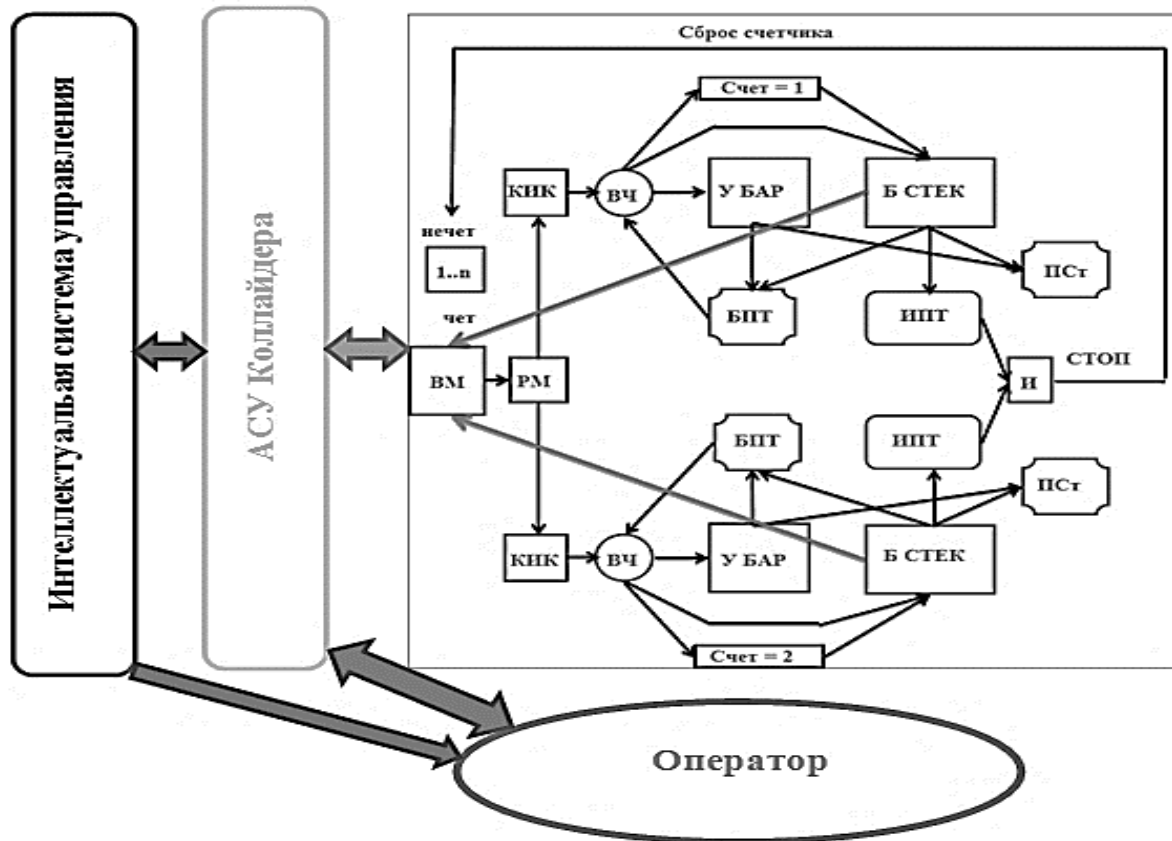 Интеллектуальая система управления
АСУ Коллайдера
Сброс счетчика
Счет = 1
КИК
ВЧ
У БАР
Б СТЕК
нечет
1..n
ПСт
чет
БПТ
ИПТ
СТОП
ВМ
РМ
И
БПТ
ИПТ
ПСт
КИК
ВЧ
У БАР
Б СТЕК
Счет = 2
Оператор